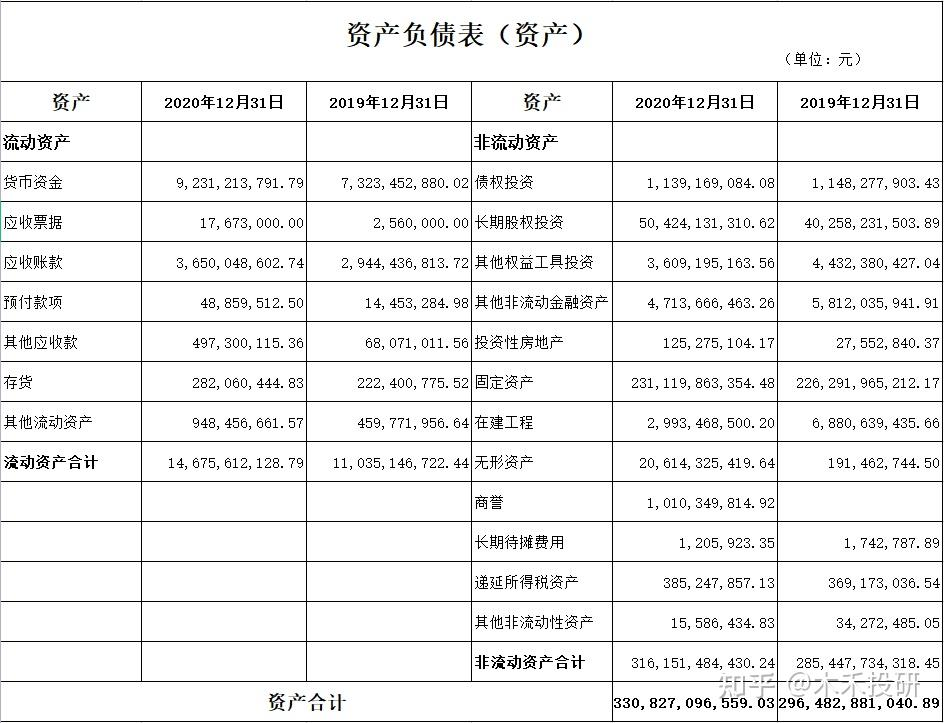 资产负债表（资产）
（单位：元）
资产 2020年12月31日 2019年12月31日 资产 2020年12月31日 2019年12月31日
流动资产 非流动资产
货币资金 9,231,213,791.79 7,323,452,880.02 债权投资 1,139,169,084.08 1,148,277,903.43
应收票据 17,673,000.00 2,560,000.00 长期股权投资 50,424,131,310.62 40,258,231,503.89
应收账款 3,650,048,602.74 2,944,436,813.72 其他权益工具投资 3,609,195,163.56 4,432,380,427.04
预付款项 48,859,512.50 14,453,284.98 其他非流动金融资产 4,713,666,463.26 5,812,035,941.91
其他应收款 497,300,115.36 68,071,011.56 投资性房地产 125,275,104.17 27,552,840.37
存货 282,060,444.83 222,400,775.52 固定资产 231,119,863,354.48 226,291,965,212.17
其他流动资产 948,456,661.57 459,771,956.64 在建工程 2,993,468,500.20 6,880,639,435.66
流动资产合计 14,675,612,128.79 11,035,146,722.44 无形资产 20,614,325,419.64 191,462,744.50
商誉 1,010,349,814.92
长期待摊费用 1,205,923.35 1,742,787.89
递延所得税资产 385,247,857.13 369,173,036.54
其他非流动性资产 15,586,434.83 34,272,485.05
非流动资产合计 316,151,484,430.24 285,447,734,318.45
资产合计 330,827,096,559.03 296,482,881,040.89
知乎 @木禾投研